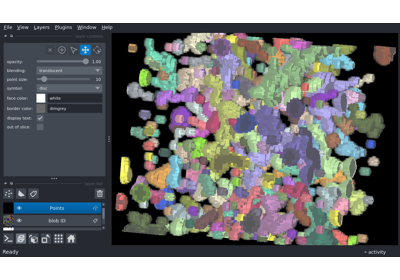 File View Layers Plugins Window Help
opacity: 1.00
blending: translucent
point size: 10
symbol: disc
face color: white
border color: dimgrey
display text: ✓
out of slice:
Points
blob ID
Ready
activity